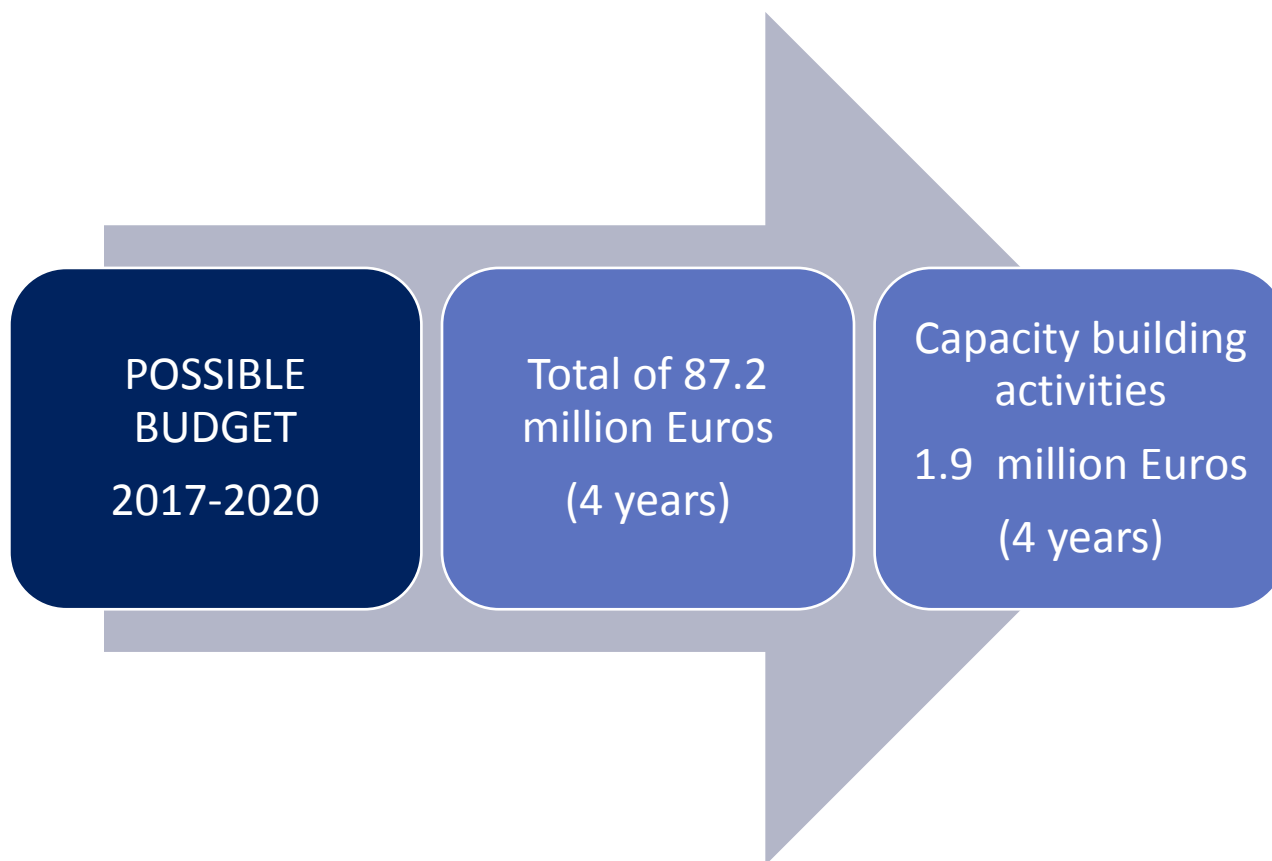 POSSIBLE
BUDGET
2017-2020
Total of 87.2
million Euros
(4 years)
Capacity building
activities
1.9  million Euros
(4 years)